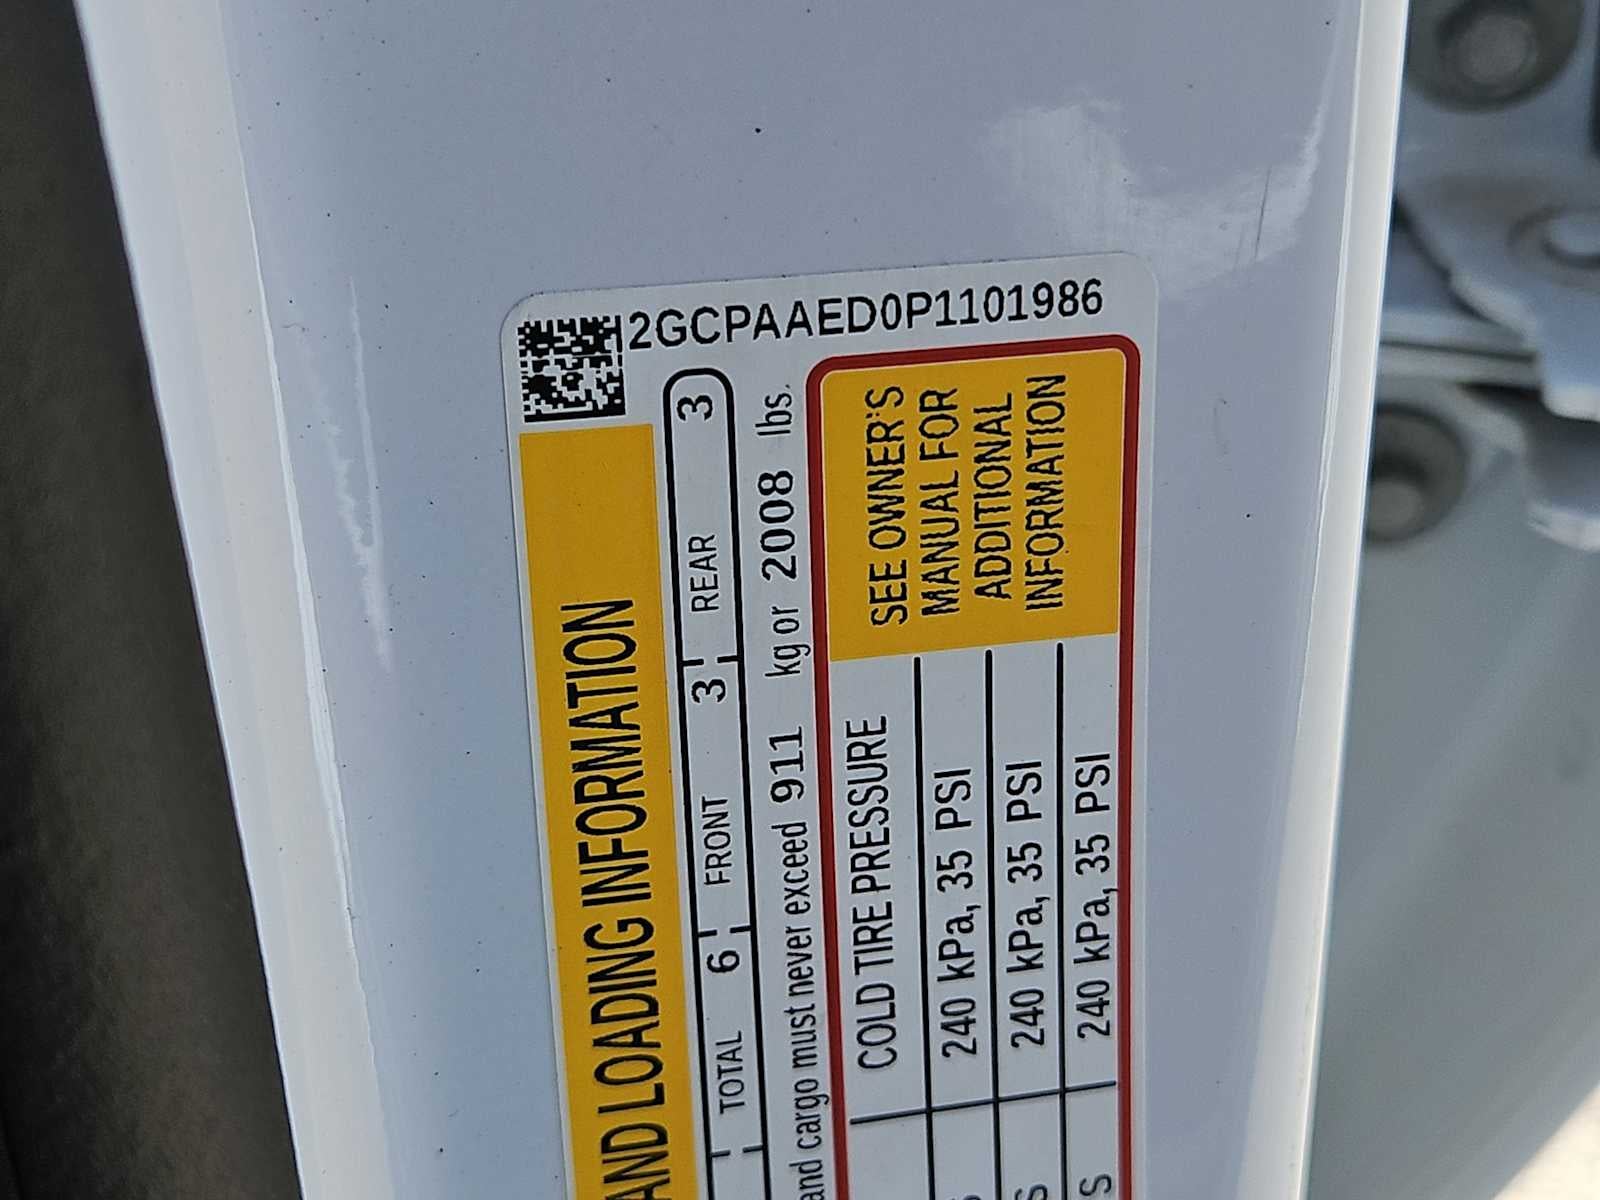 2GCPAAED0P1101986
AND LOADING INFORMATION
TOTAL 6 FRONT 3 REAR 3
and cargo must never exceed 911 kg or 2008 lbs.
COLD TIRE PRESSURE
240 kPa, 35 PSI
240 kPa, 35 PSI
240 kPa, 35 PSI
SEE OWNER'S
MANUAL FOR
ADDITIONAL
INFORMATION